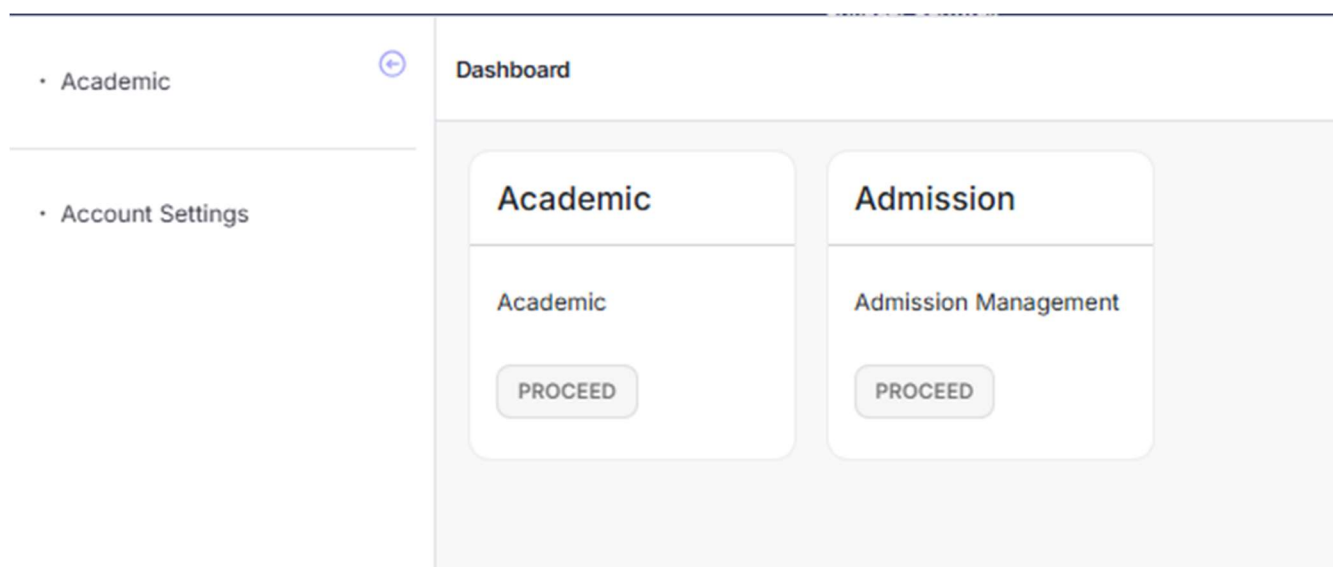 · Academic
Dashboard
· Account Settings
Academic
Academic
PROCEED
Admission
Admission Management
PROCEED